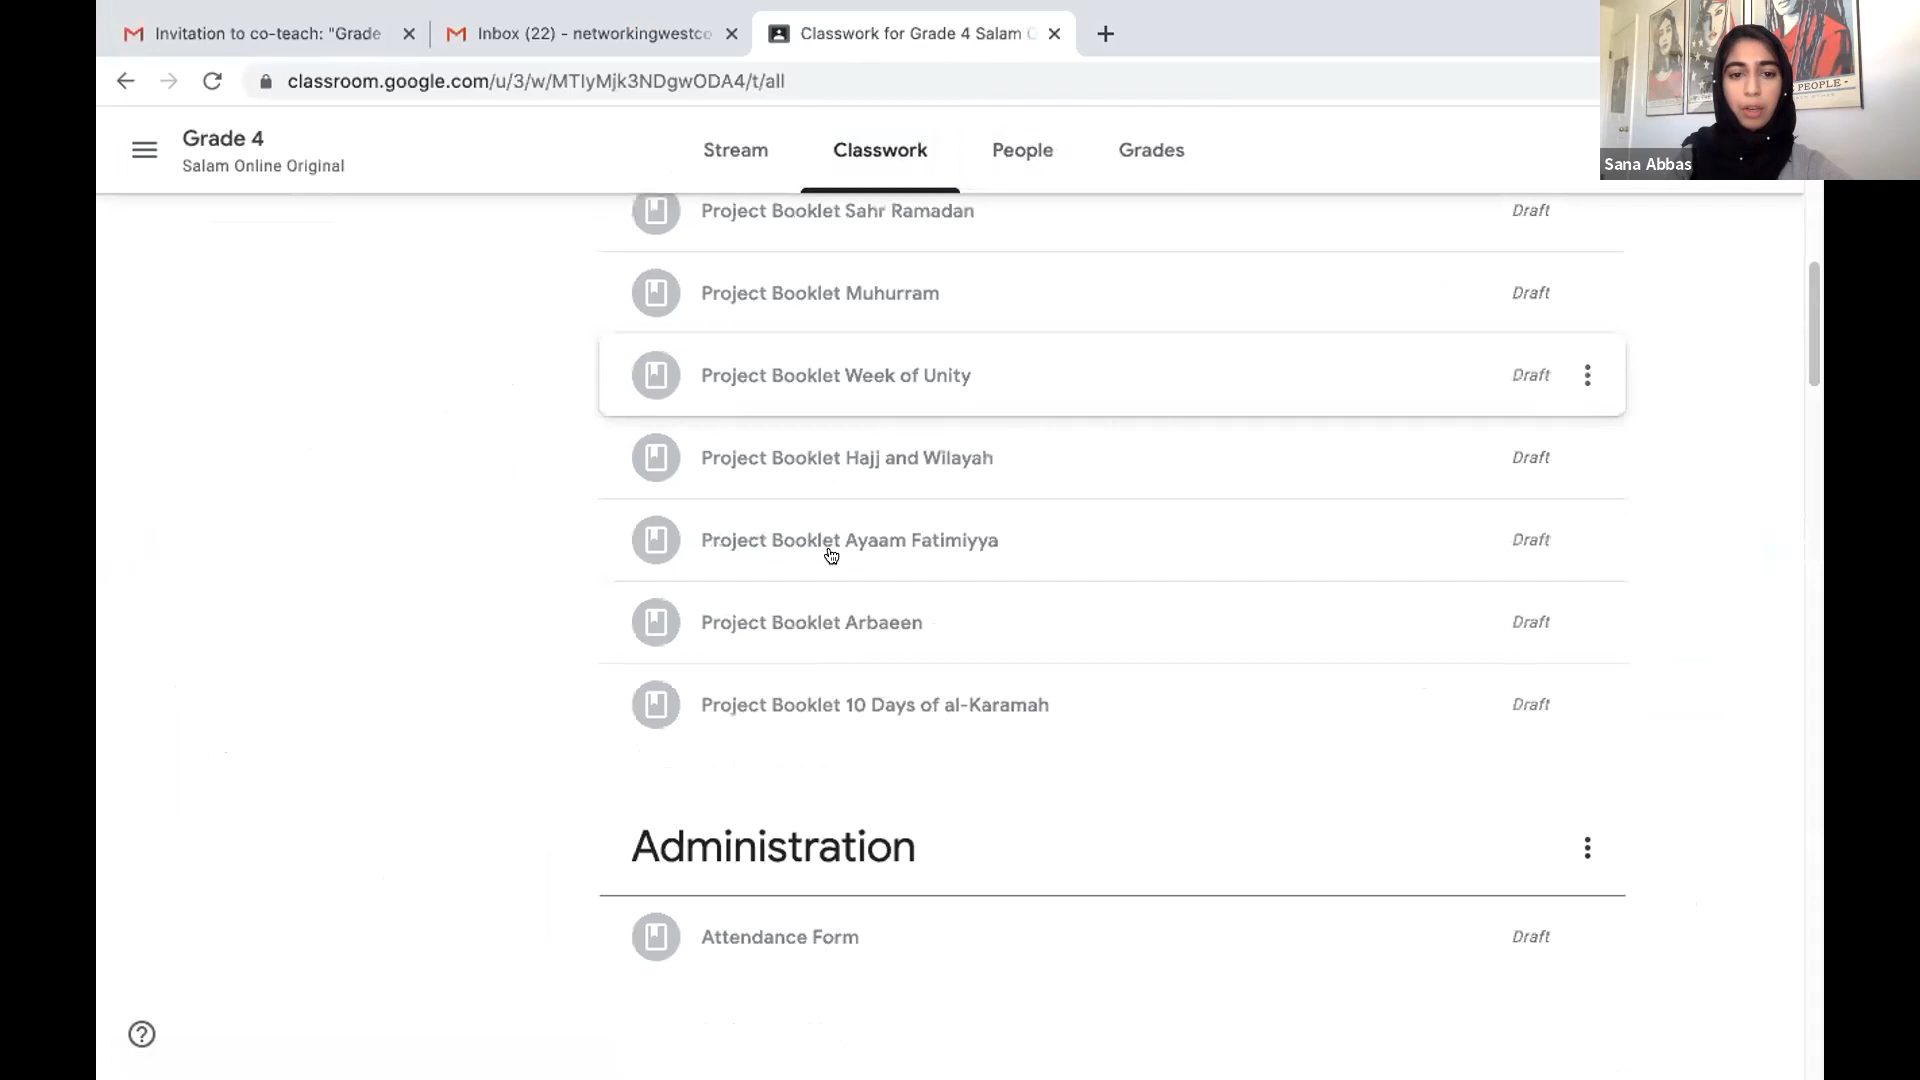 Invitation to co-teach: "Grade
Inbox (22) - networkingwestco
Classwork for Grade 4 Salam O
classroom.google.com/u/3/w/MTIyMjk3NDgwODA4/t/all
PEOPLE
Sana Abbas
Grade 4
Salam Online Original
Stream
Classwork
People
Grades
Project Booklet Sahr Ramadan Draft
Project Booklet Muhurram Draft
Project Booklet Week of Unity Draft
Project Booklet Hajj and Wilayah Draft
Project Booklet Ayaam Fatimiyya Draft
Project Booklet Arbaeen Draft
Project Booklet 10 Days of al-Karamah Draft
Administration
Attendance Form Draft